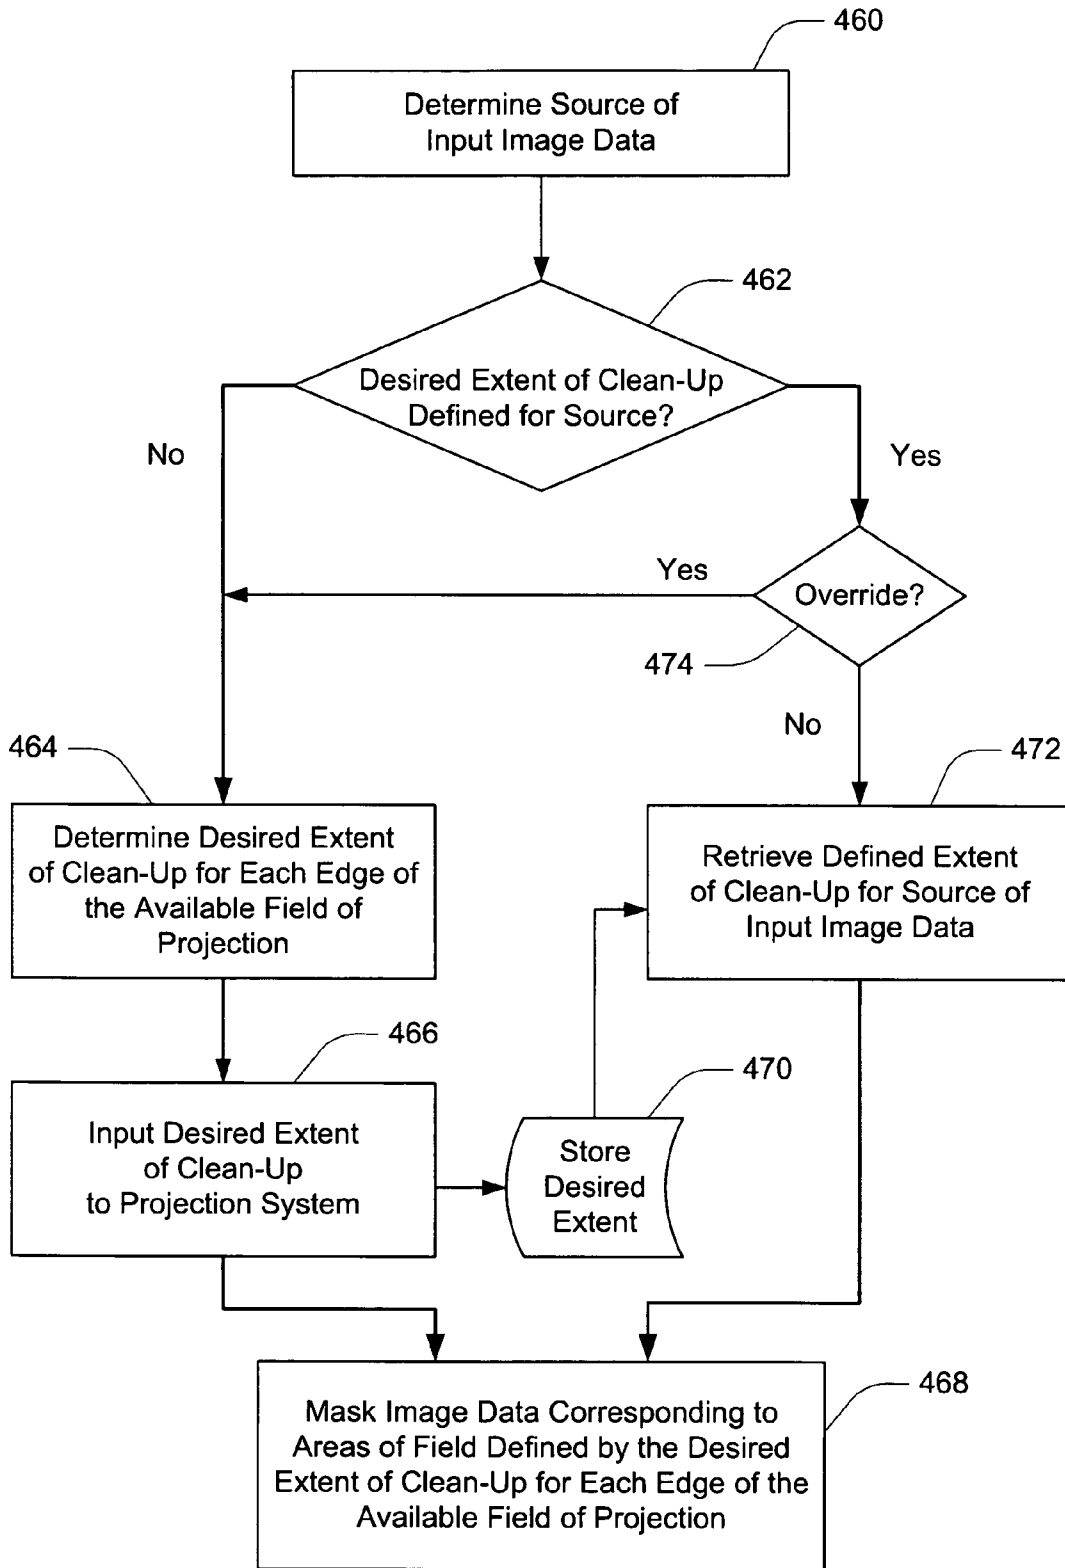 460
Determine Source of
Input Image Data
462
Desired Extent of Clean-Up
Defined for Source?
No
Yes
Yes
Override?
474
No
464
472
Determine Desired Extent
of Clean-Up for Each Edge of
the Available Field of
Projection
Retrieve Defined Extent
of Clean-Up for Source of
Input Image Data
466
470
Input Desired Extent
of Clean-Up
to Projection System
Store
Desired
Extent
468
Mask Image Data Corresponding to
Areas of Field Defined by the Desired
Extent of Clean-Up for Each Edge of the
Available Field of Projection